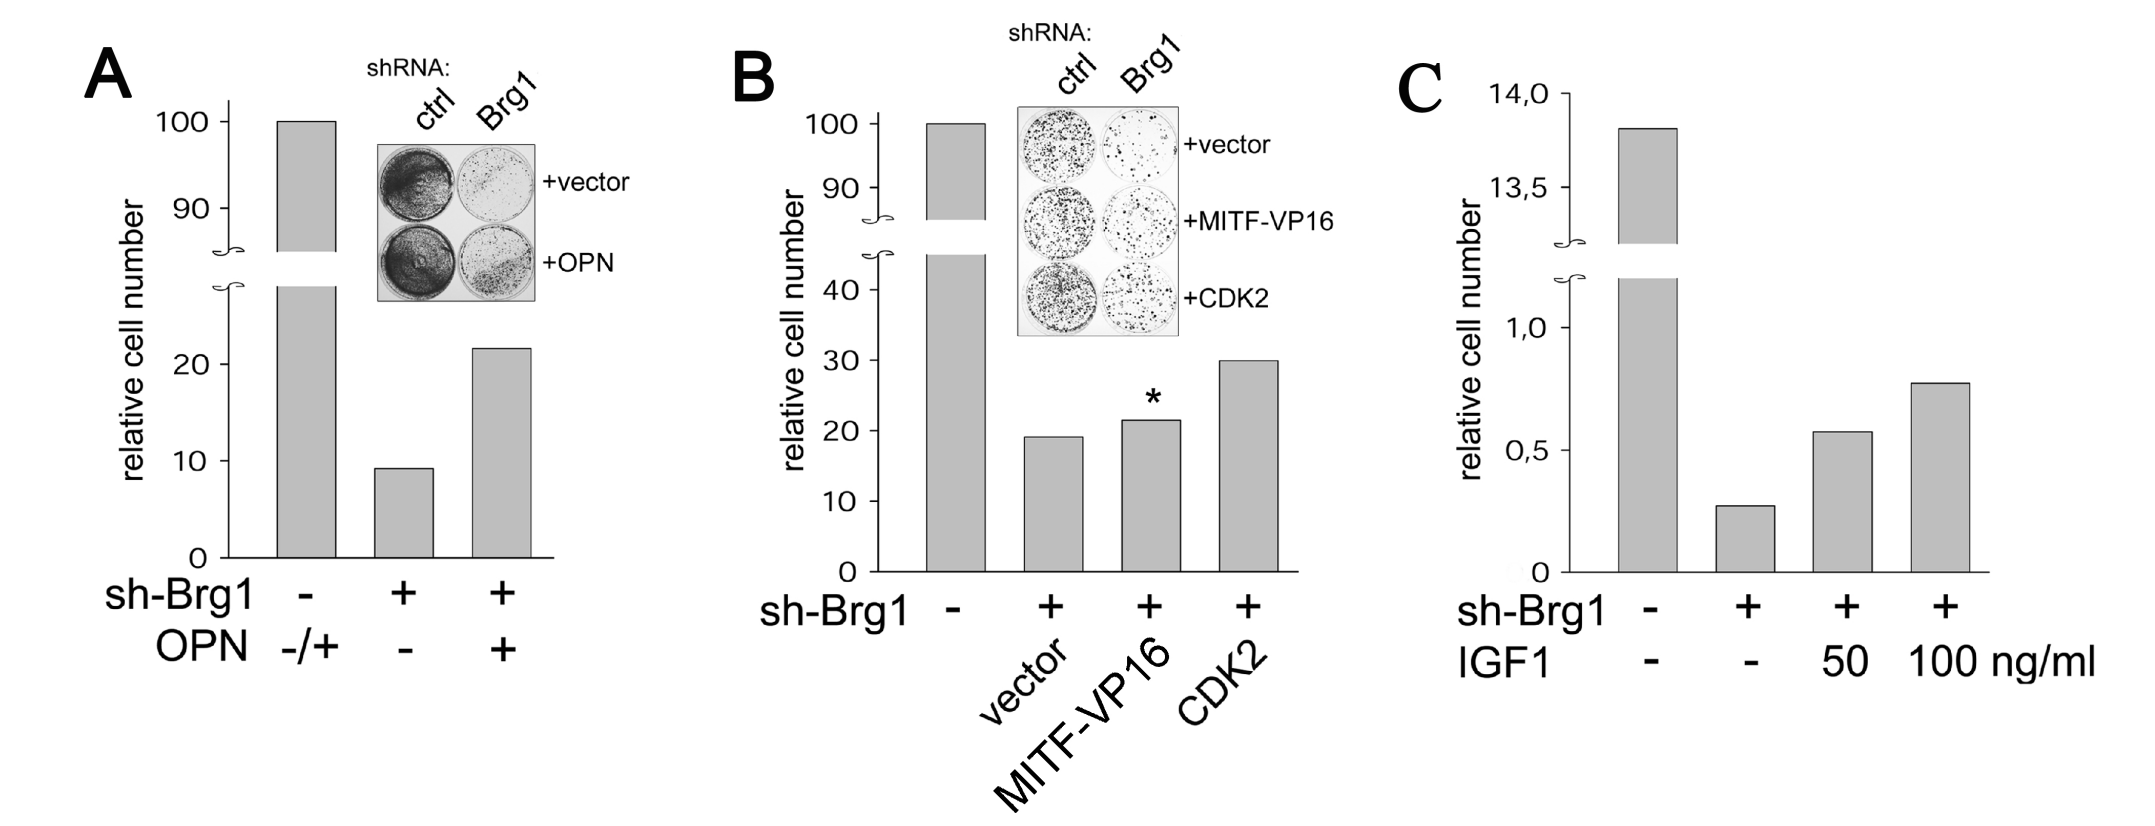 A
shRNA:
ctrl Brg1
+vector
+OPN
relative cell number
100
90
20
10
0
sh-Brg1 - + +
OPN -/+ - +
B
shRNA:
ctrl Brg1
+vector
+MITF-VP16
+CDK2
relative cell number
100
90
40
30
20
10
0
*
sh-Brg1 - + + +
vector MITF-VP16 CDK2
C
relative cell number
14,0
13,5
1,0
0,5
0
sh-Brg1 - + + +
IGF1 - - 50 100 ng/ml